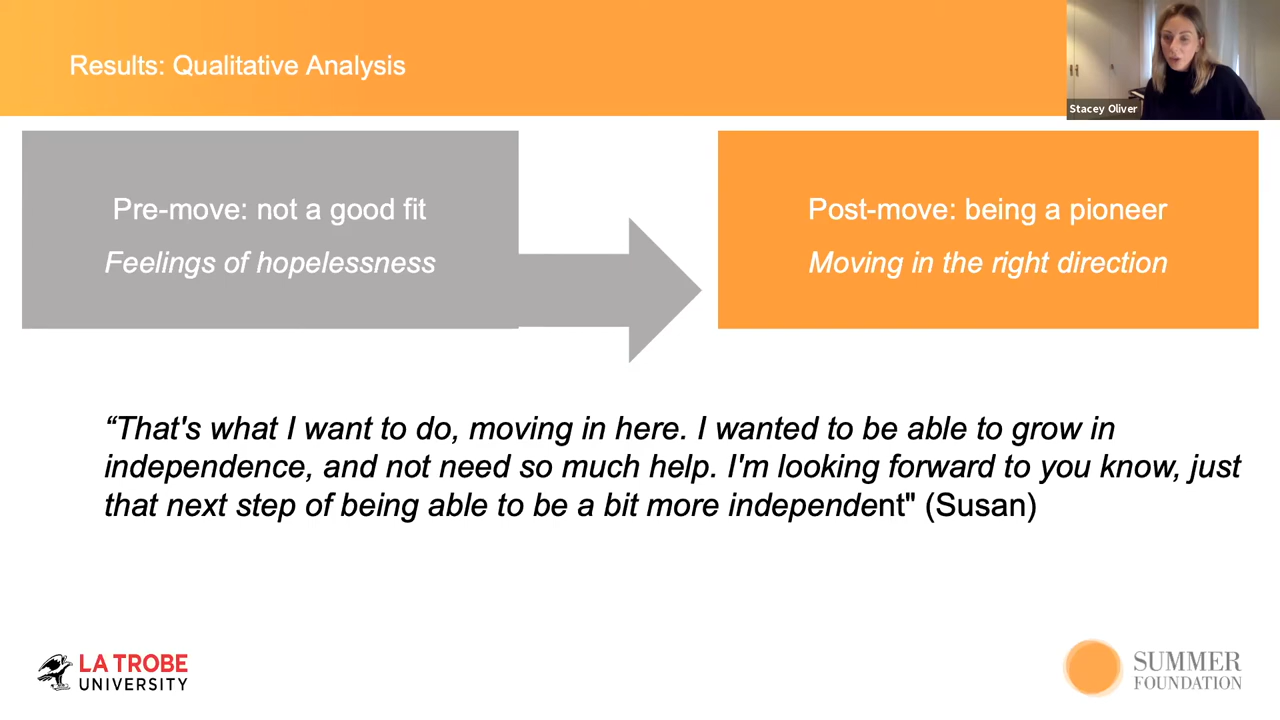 Results: Qualitative Analysis
Stacey Oliver
Pre-move: not a good fit
Feelings of hopelessness
Post-move: being a pioneer
Moving in the right direction
“That's what I want to do, moving in here. I wanted to be able to grow in
independence, and not need so much help. I'm looking forward to you know, just
that next step of being able to be a bit more independent" (Susan)
LA TROBE
UNIVERSITY
SUMMER
FOUNDATION